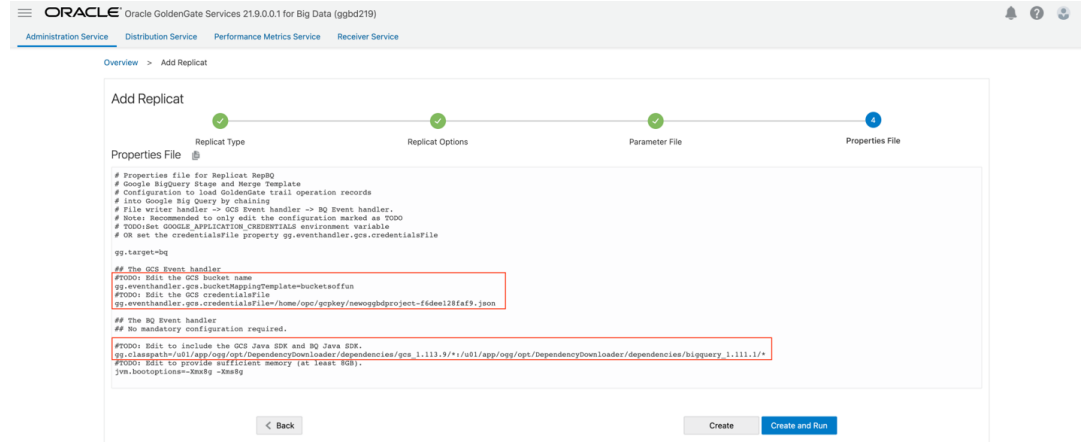 ORACLE Oracle GoldenGate Services 21.9.0.0.1 for Big Data (ggbd219)
Administration Service Distribution Service Performance Metrics Service Receiver Service
Overview > Add Replicat
Add Replicat
4
Replicat Type Replicat Options Parameter File Properties File
Properties File
# Properties file for Replicat RepBQ
# Google BigQuery Stage and Merge Template
# Configuration to load GoldenGate trail operation records
# into Google Big Query by chaining
# File writer handler -> GCS Event handler -> BQ Event handler.
# Note: Recommended to only edit the configuration marked as TODO
# TODO:Set GOOGLE_APPLICATION_CREDENTIALS environment variable
# OR set the credentialsFile property gg.eventhandler.gcs.credentialsFile
gg.target=bq
## The GCS Event handler
#TODO: Edit the GCS bucket name
gg.eventhandler.gcs.bucketMappingTemplate=bucketsoffun
#TODO: Edit the GCS credentialsFile
gg.eventhandler.gcs.credentialsFile=/home/opc/gcpkey/newoggbdproject-f6dee128faf9.json
## The BQ Event handler
## No mandatory configuration required.
#TODO: Edit to include the GCS Java SDK and BQ Java SDK.
gg.classpath=/u01/app/ogg/opt/DependencyDownloader/dependencies/gcs_1.113.9/*:/u01/app/ogg/opt/DependencyDownloader/dependencies/bigquery_1.111.1/*
#TODO: Edit to provide sufficient memory (at least 8GB).
jvm.bootoptions=-Xmx8g -Xms8g
< Back Create Create and Run